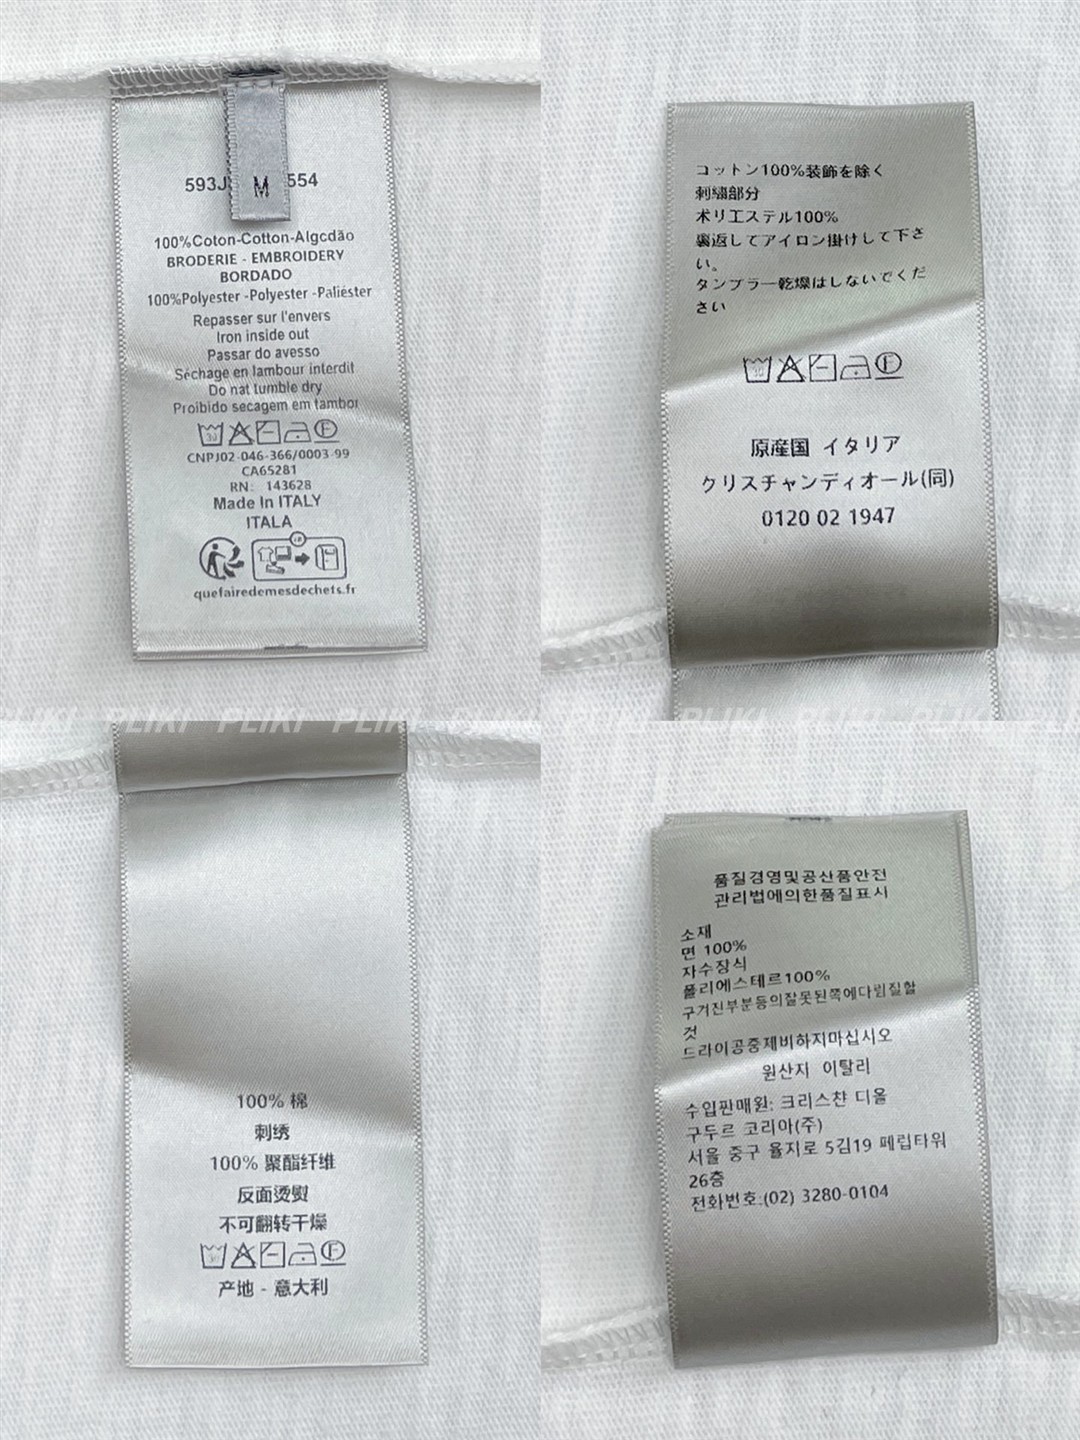 593J
554
M
100%Coton-Cotton-Algcdão
BRODERIE - EMBROIDERY
BORDADO
100%Polyester -Polyester -Paliéster
Repasser sur l'envers
Iron inside out
Passar do avesso
Séchage en lambour interdit
Do nat tumble dry
Proibido secagem em tambor
CNPJ02-046-366/0003-99
CA65281
RN: 143628
Made In ITALY
ITALA
quefairedemesdechets.fr
コットン100%装飾を除く
刺繡部分
术リエステル100%
裏返してアイロン掛けして下さ
い。
タンブラー乾燥はしないでくだ
さい
原産国 イタリア
クリスチャンディオール(同)
0120 02 1947
PLIKI PLIKI PLIKI PLIKI
PLIKI
100% 棉
刺绣
100% 聚酯纤维
反面烫熨
不可翻转干燥
产地 - 意大利
품질경영및공산품안전
관리법에의한품질표시
소재
면 100%
자수장식
폴리에스테르100%
구겨진부분등의잘못된쪽에다림질할
것
드라이공중제비하지마십시오
원산지 이탈리
수입판매원: 크리스챤 디올
구두르 코리아(주)
서울 중구 율지로 5김19 페립타워
26층
전화번호:(02) 3280-0104